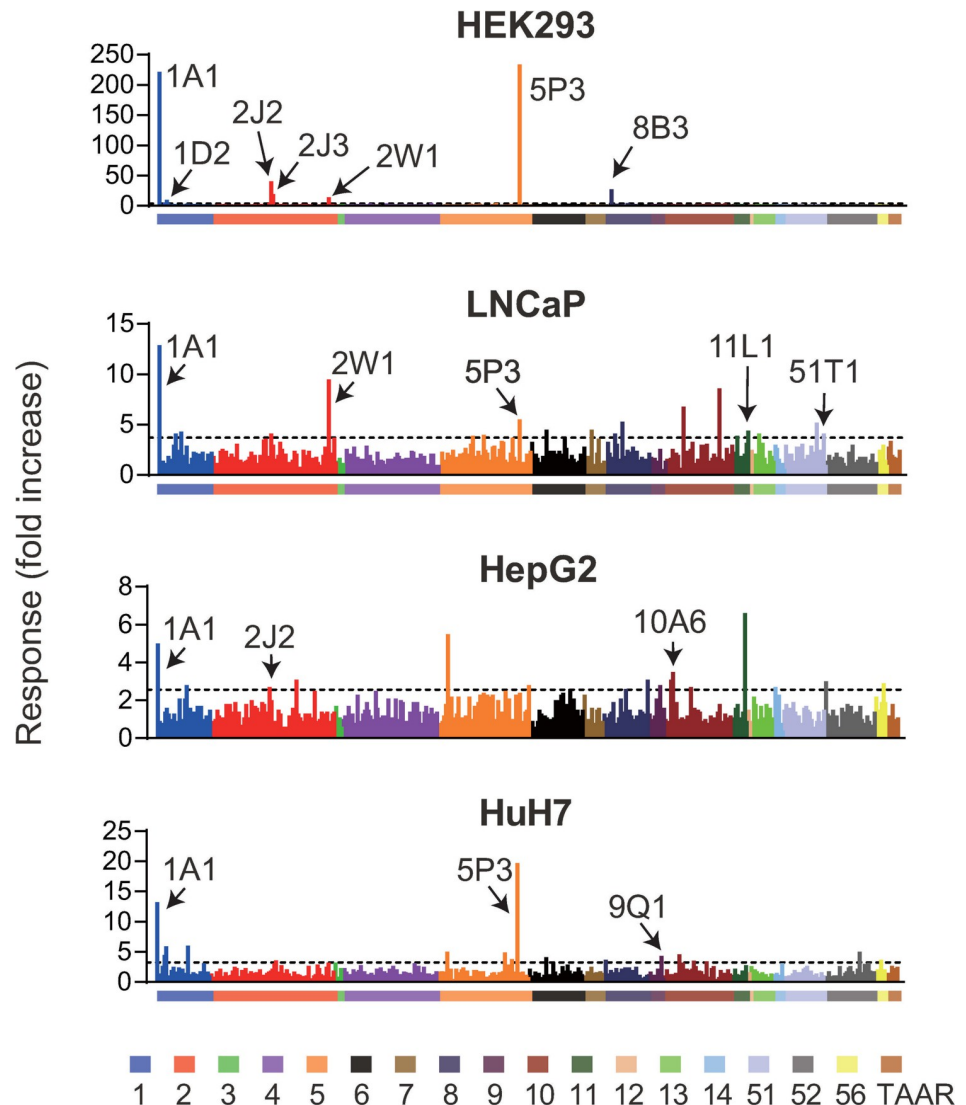 HEK293
250
200
150
100
50
0
1A1
1D2
2J2
2J3
2W1
5P3
8B3
LNCaP
15
10
5
0
1A1
2W1
5P3
11L1
51T1
Response (fold increase)
HepG2
8
6
4
2
0
1A1
2J2
10A6
HuH7
25
20
15
10
5
0
1A1
5P3
9Q1
1 2 3 4 5 6 7 8 9 10 11 12 13 14 51 52 56 TAAR